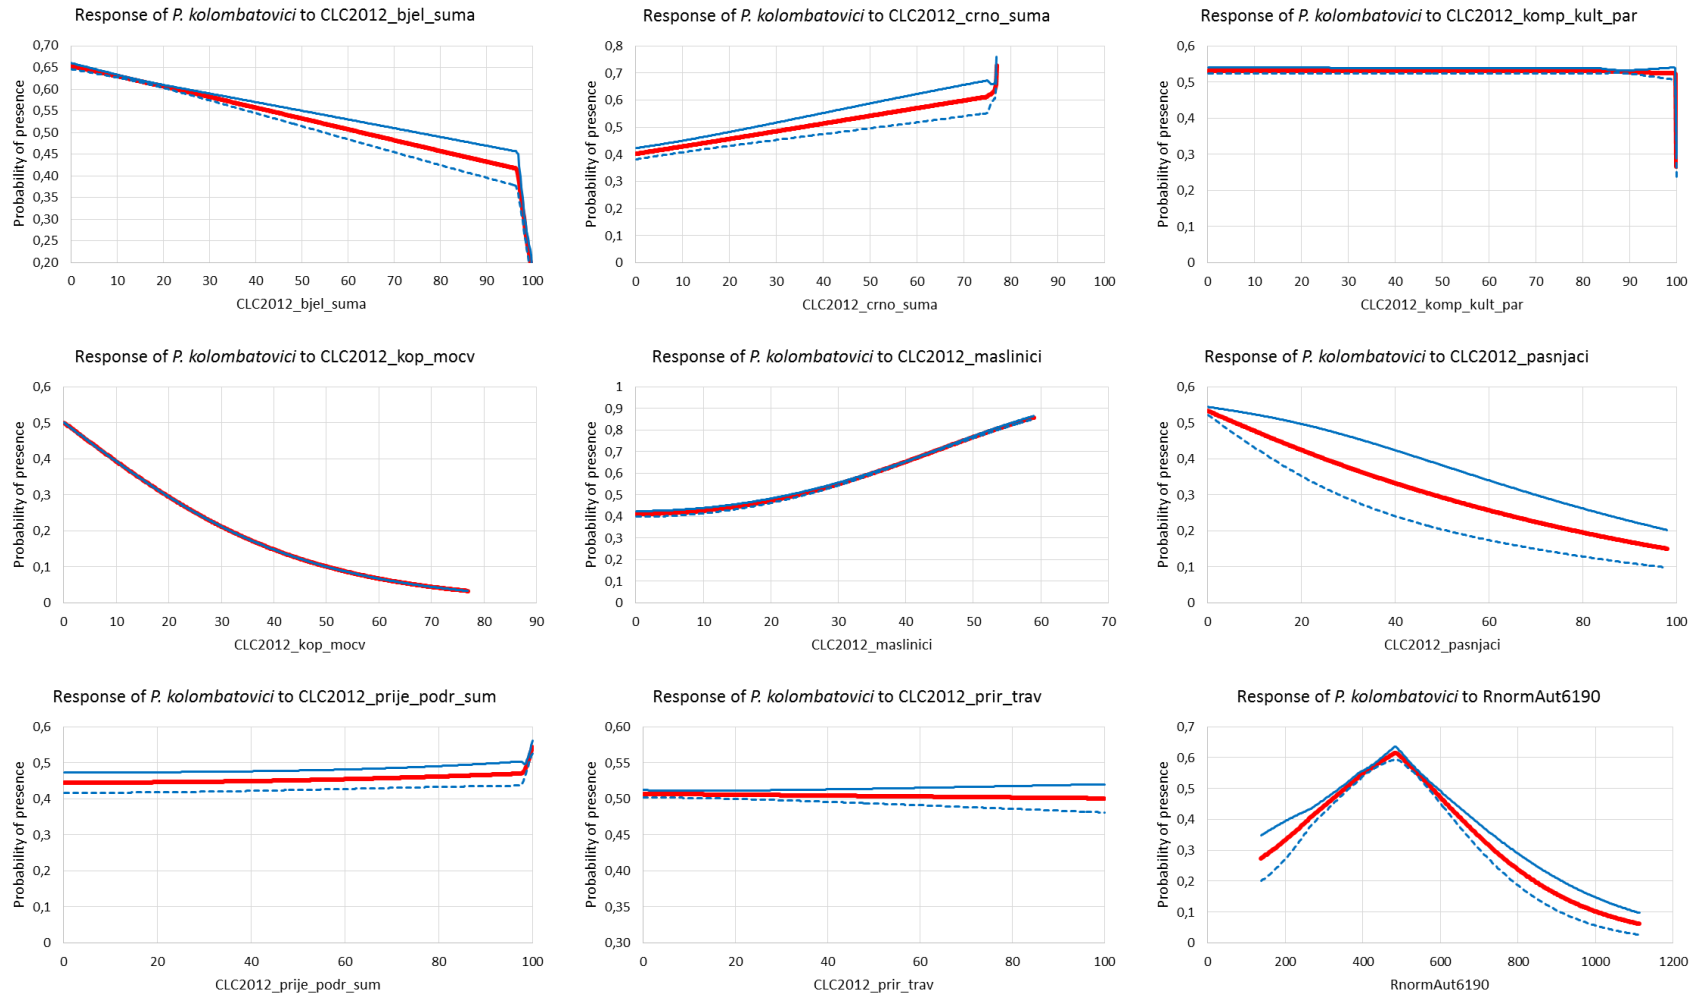 Response of P. kolombatovici to CLC2012_bjel_suma
Probability of presence
0,70
0,65
0,60
0,55
0,50
0,45
0,40
0,35
0,30
0,25
0,20
0 10 20 30 40 50 60 70 80 90 100
CLC2012_bjel_suma
Response of P. kolombatovici to CLC2012_crno_suma
Probability of presence
0,8
0,7
0,6
0,5
0,4
0,3
0,2
0,1
0
0 10 20 30 40 50 60 70 80 90 100
CLC2012_crno_suma
Response of P. kolombatovici to CLC2012_komp_kult_par
Probability of presence
0,6
0,5
0,4
0,3
0,2
0,1
0
0 10 20 30 40 50 60 70 80 90 100
CLC2012_komp_kult_par
Response of P. kolombatovici to CLC2012_kop_mocv
Probability of presence
0,6
0,5
0,4
0,3
0,2
0,1
0
0 10 20 30 40 50 60 70 80 90
CLC2012_kop_mocv
Response of P. kolombatovici to CLC2012_maslinici
Probability of presence
1
0,9
0,8
0,7
0,6
0,5
0,4
0,3
0,2
0,1
0
0 10 20 30 40 50 60 70
CLC2012_maslinici
Response of P. kolombatovici to CLC2012_pasnjaci
Probability of presence
0,6
0,5
0,4
0,3
0,2
0,1
0
0 20 40 60 80 100
CLC2012_pasnjaci
Response of P. kolombatovici to CLC2012_prije_podr_sum
Probability of presence
0,6
0,5
0,4
0,3
0,2
0,1
0
0 20 40 60 80 100
CLC2012_prije_podr_sum
Response of P. kolombatovici to CLC2012_prir_trav
Probability of presence
0,60
0,55
0,50
0,45
0,40
0,35
0,30
0 20 40 60 80 100
CLC2012_prir_trav
Response of P. kolombatovici to RnormAut6190
Probability of presence
0,7
0,6
0,5
0,4
0,3
0,2
0,1
0
0 200 400 600 800 1000 1200
RnormAut6190